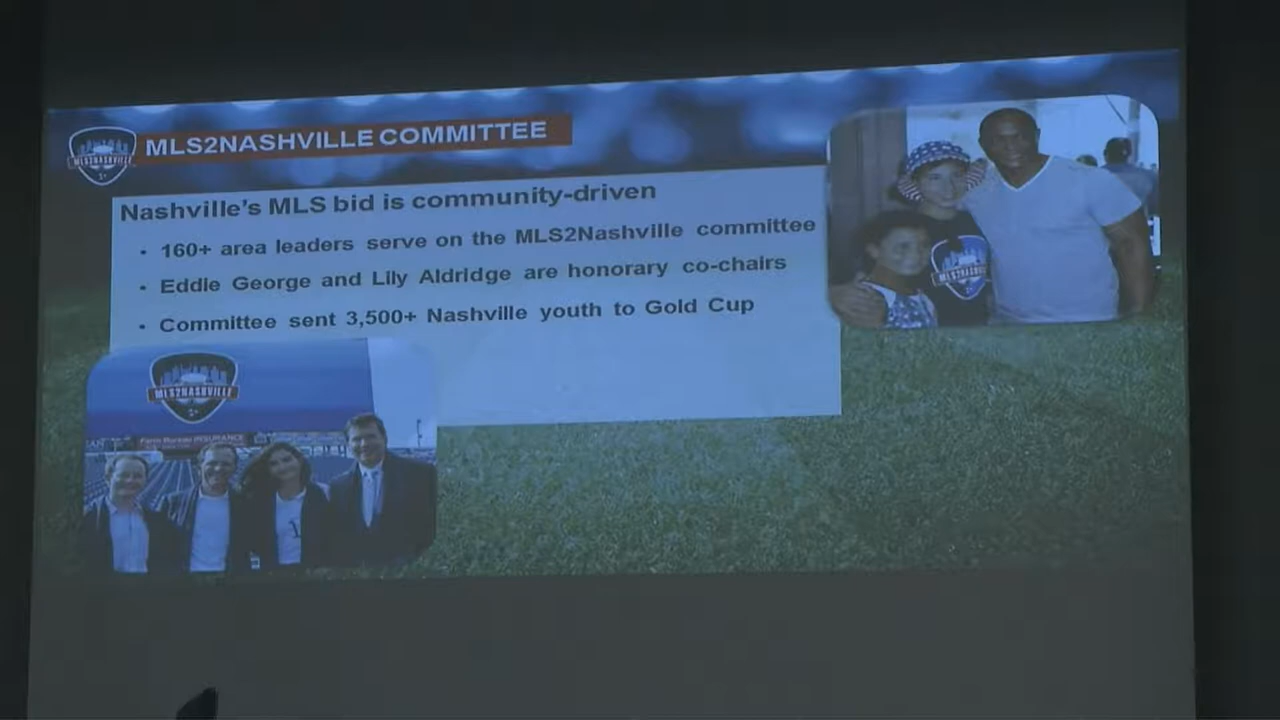 MLS2NASHVILLE
MLS2NASHVILLE COMMITTEE
Nashville's MLS bid is community-driven
• 160+ area leaders serve on the MLS2Nashville committee
• Eddie George and Lily Aldridge are honorary co-chairs
• Committee sent 3,500+ Nashville youth to Gold Cup
MLS2NASHVILLE
MLS2NASHVILLE
Farm Bureau INSURANCE